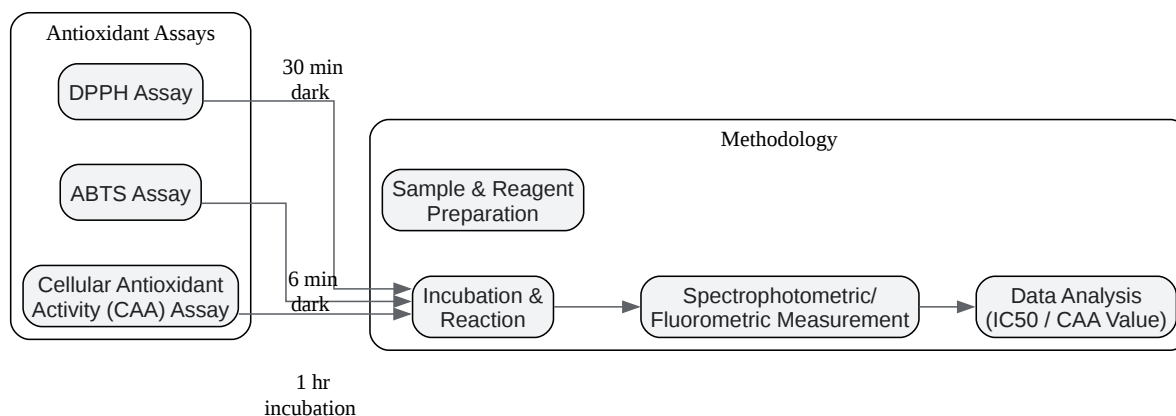 Antioxidant Assays
DPPH Assay
ABTS Assay
Cellular Antioxidant
Activity (CAA) Assay
30 min
dark
6 min
dark
1 hr
incubation
Methodology
Sample & Reagent
Preparation
Incubation &
Reaction
Spectrophotometric/
Fluorometric Measurement
Data Analysis
(IC50 / CAA Value)